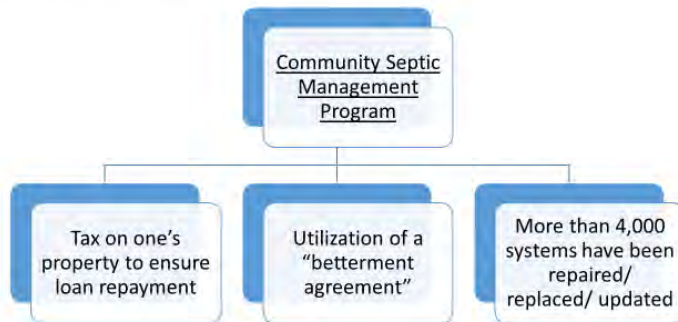 Community Septic
Management
Program
Tax on one's
property to ensure
loan repayment
Utilization of a
“betterment
agreement”
More than 4,000
systems have been
repaired/
replaced/ updated